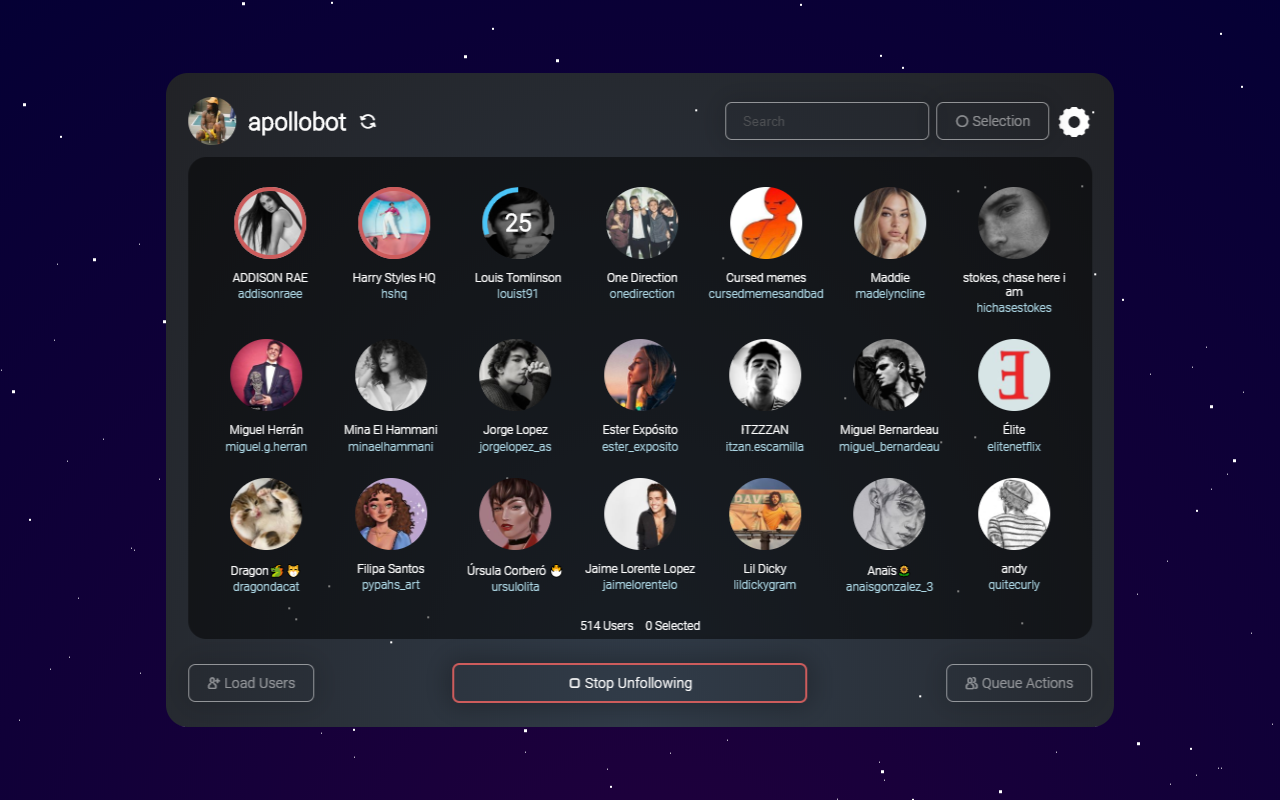 apollobot
Search
Selection
25
ADDISON RAE
addisonraee
Harry Styles HQ
hshq
Louis Tomlinson
louist91
One Direction
onedirection
Cursed memes
cursedmemesandbad
Maddie
madelyncline
stokes, chase here i
am
hichasestokes
Miguel Herrán
miguel.g.herran
Mina El Hammani
minaelhammani
Jorge Lopez
jorgelopez_as
Ester Expósito
ester_exposito
ITZZZAN
itzan.escamilla
Miguel Bernardeau
miguel_bernardeau
Élite
elitenetflix
DAVE'S
Dragon🐉 🐱
dragondacat
Filipa Santos
pypahs_art
Úrsula Corberó 🐣
ursulolita
Jaime Lorente Lopez
jaimelorentelo
Lil Dicky
lildickygram
Anaïs🌻
anaisgonzalez_3
andy
quitecurly
514 Users 0 Selected
Load Users
Stop Unfollowing
Queue Actions